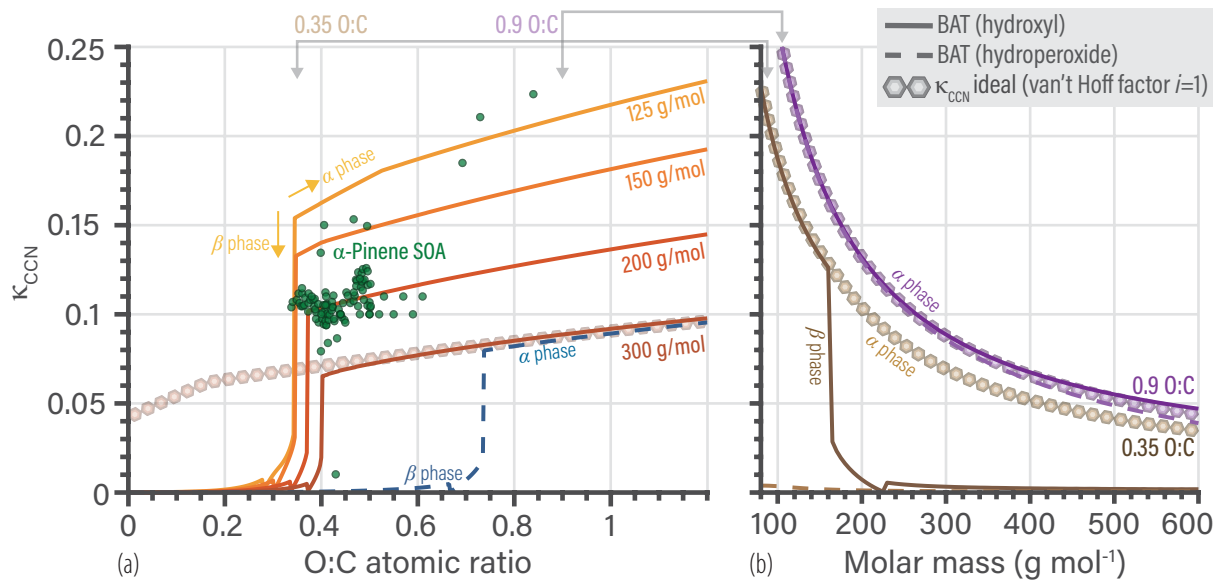 0.35 O:C
0.9 O:C
BAT (hydroxyl)
BAT (hydroperoxide)
κCCN ideal (van't Hoff factor i=1)
0.25
0.2
0.15
0.1
0.05
0
κCCN
125 g/mol
α phase
150 g/mol
β phase
α-Pinene SOA
200 g/mol
α phase
300 g/mol
β phase
0
0.2
0.4
0.6
0.8
1
(a)
O:C atomic ratio
α phase
β phase
α phase
0.9 O:C
0.35 O:C
100
200
300
400
500
600
(b)
Molar mass (g mol⁻¹)